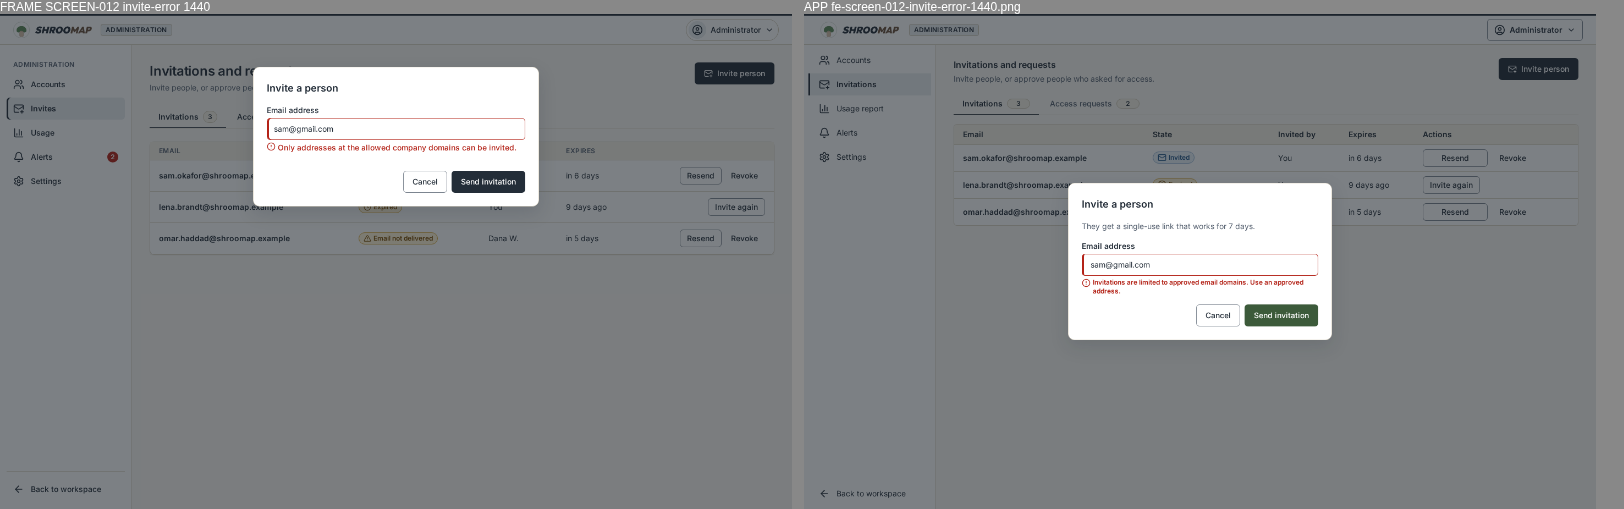 FRAME SCREEN-012 invite-error 1440
SHROOMAP
ADMINISTRATION
Administrator
ADMINISTRATION
Accounts
Invites
Usage
Alerts
2
Settings
Back to workspace
Invitations and re
Invite people, or approve peo
Invite person
Invitations 3
Acc
EMAIL
EXPIRES
sam.okafor@shroomap.e
in 6 days
Resend
Revoke
lena.brandt@shroomap.example
Expired
You
9 days ago
Invite again
omar.haddad@shroomap.example
Email not delivered
Dana W.
in 5 days
Resend
Revoke
Invite a person
Email address
sam@gmail.com
Only addresses at the allowed company domains can be invited.
Cancel
Send invitation
APP fe-screen-012-invite-error-1440.png
SHROOMAP
ADMINISTRATION
Administrator
Accounts
Invitations
Usage report
Alerts
Settings
Back to workspace
Invitations and requests
Invite people, or approve people who asked for access.
Invite person
Invitations 3
Access requests 2
Email
State
Invited by
Expires
Actions
sam.okafor@shroomap.example
Invited
You
in 6 days
Resend
Revoke
lena.brandt@shroomap.ex
9 days ago
Invite again
omar.haddad@shroomap.e
in 5 days
Resend
Revoke
Invite a person
They get a single-use link that works for 7 days.
Email address
sam@gmail.com
Invitations are limited to approved email domains. Use an approved
address.
Cancel
Send invitation